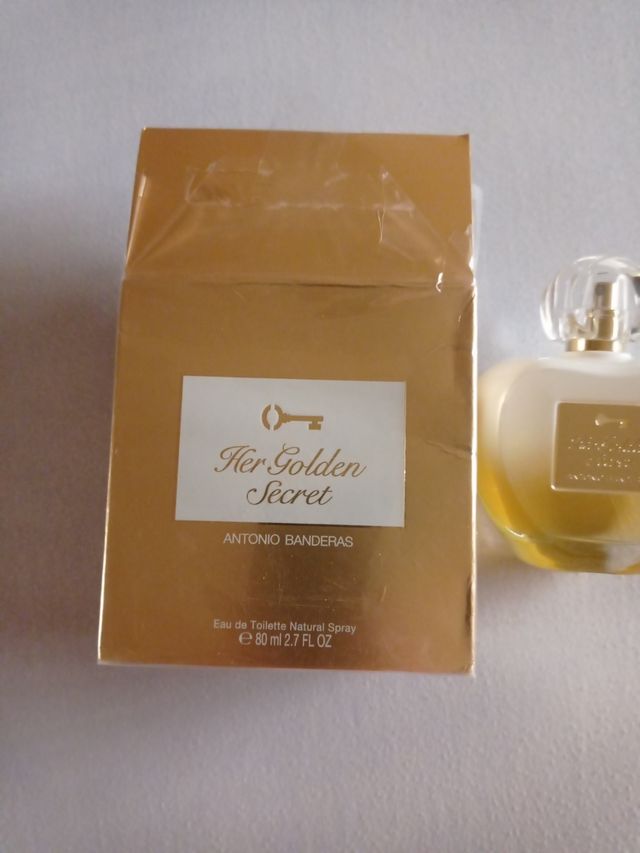 Her Golden
Secret
ANTONIO BANDERAS
Eau de Toilette Natural Spray
℮ 80 ml 2.7 FL OZ